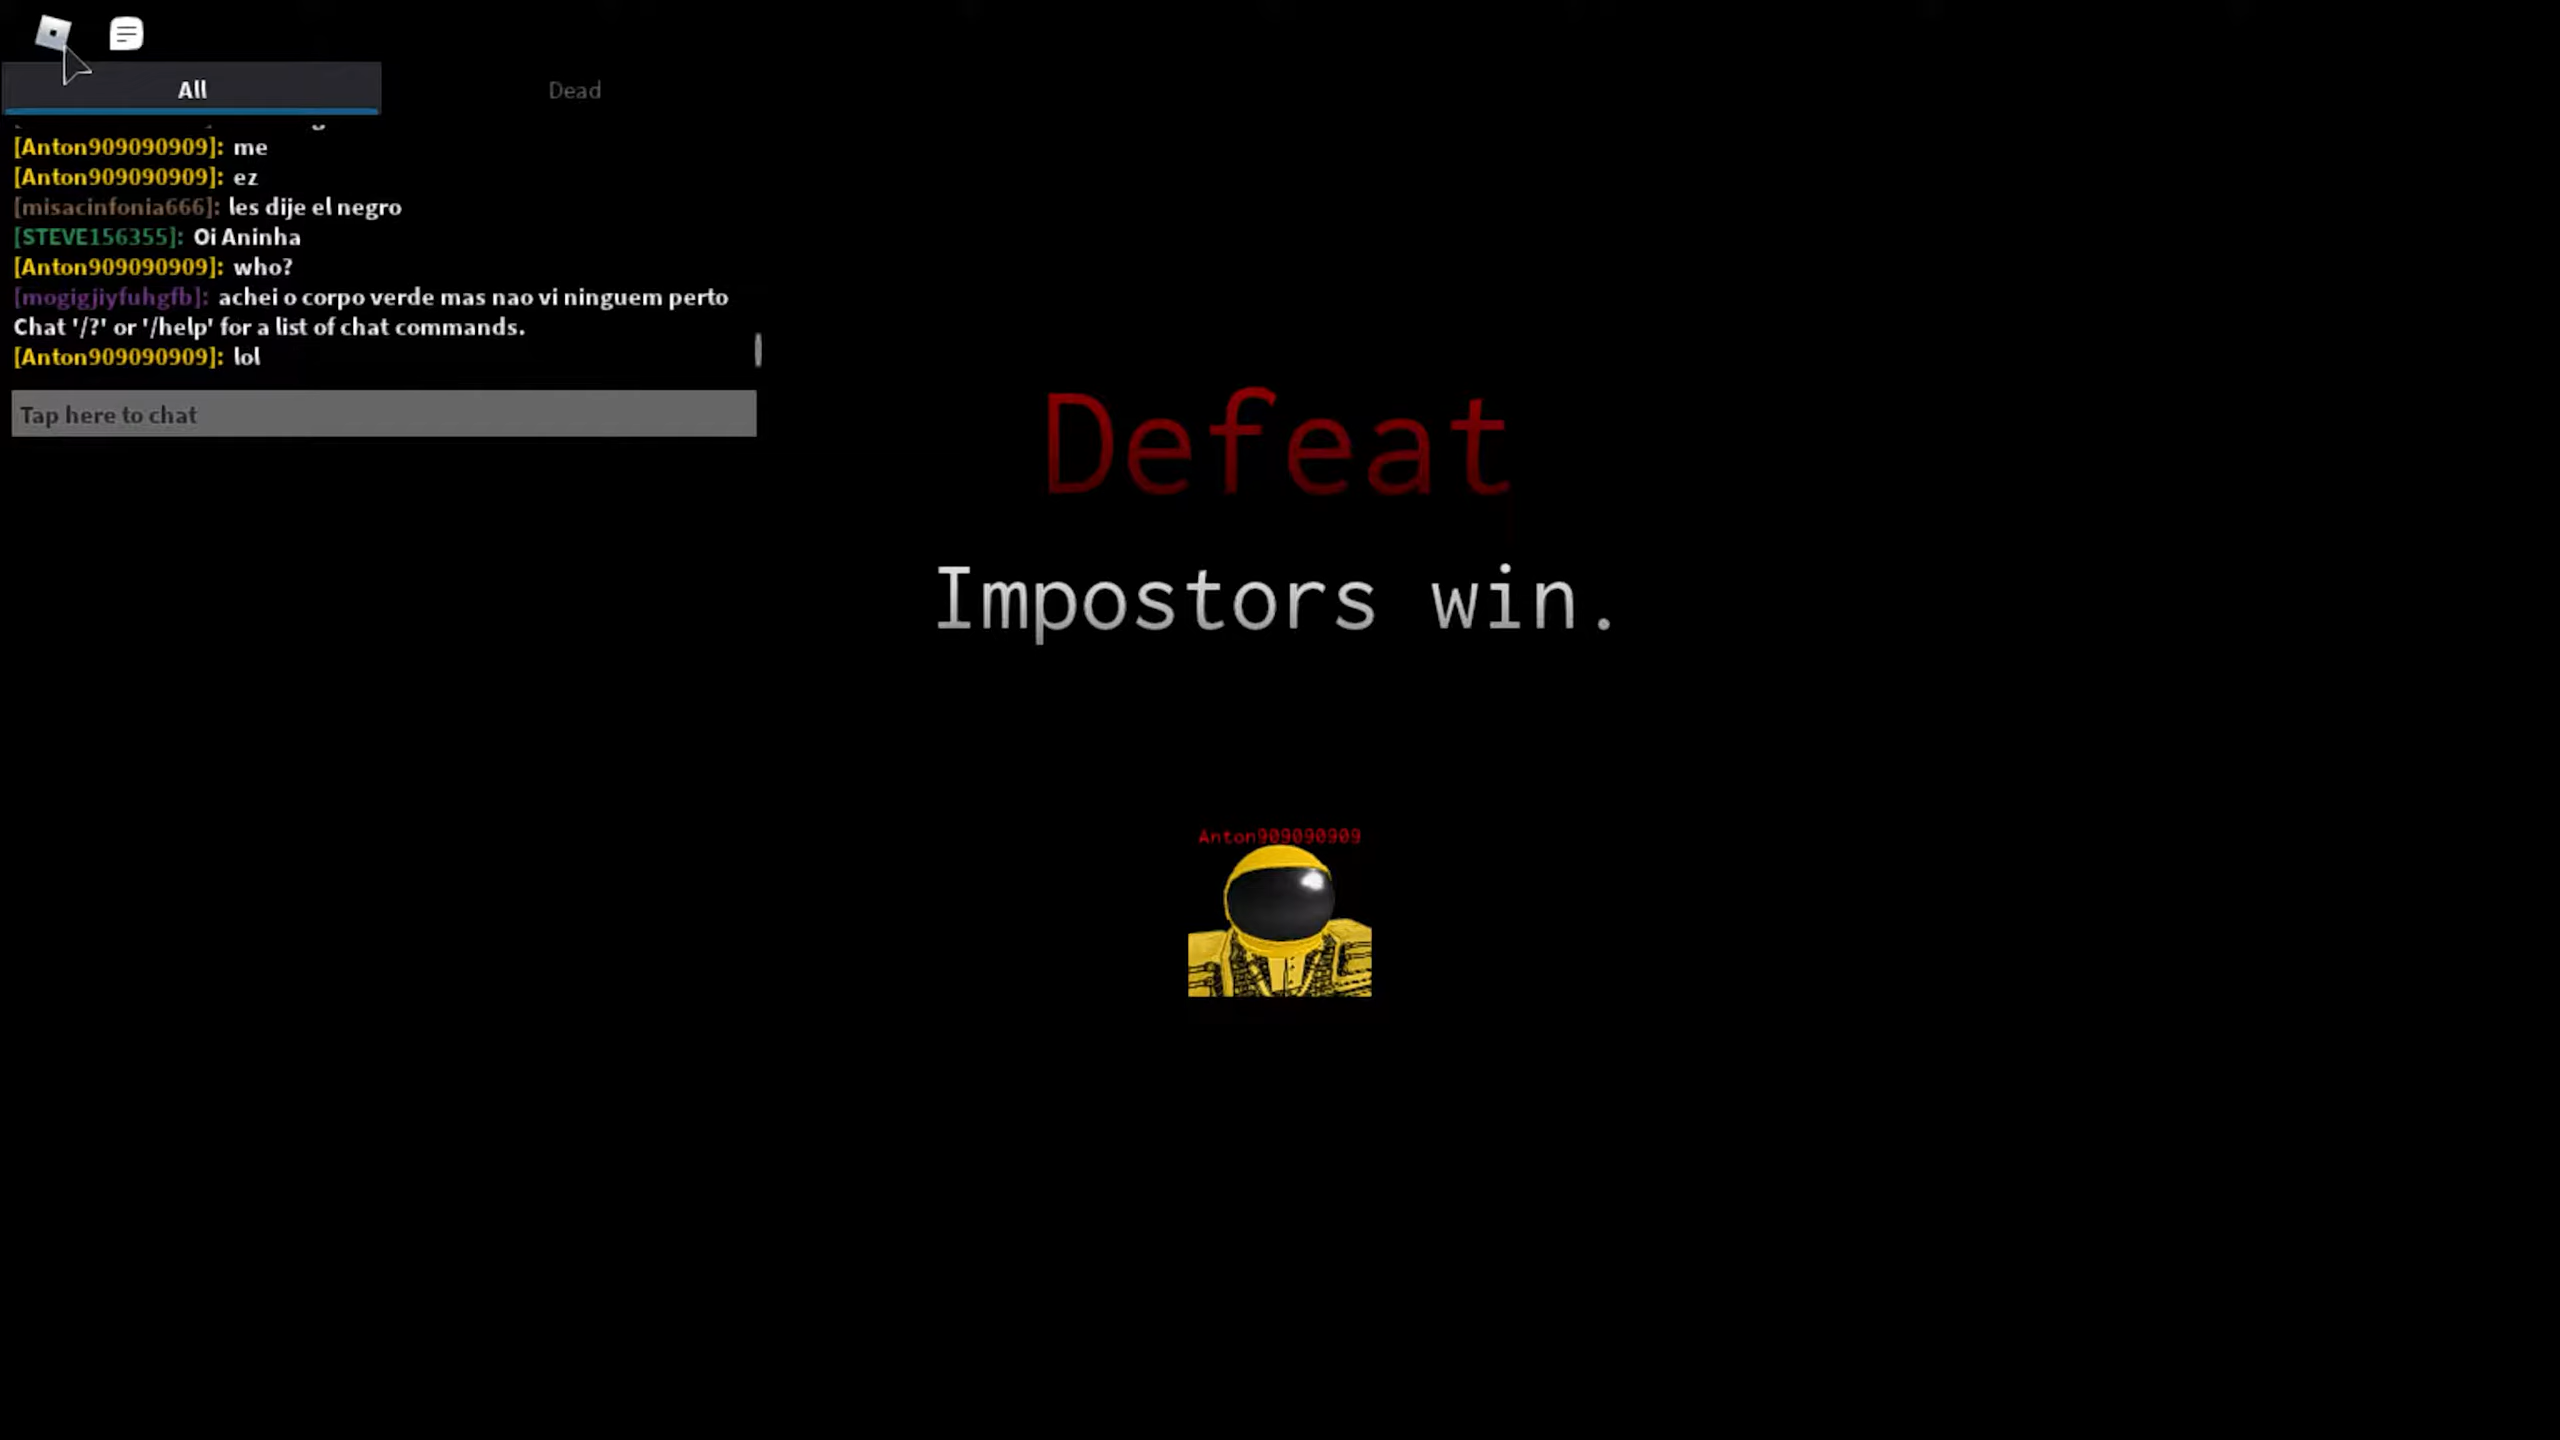 All
Dead
[Anton909090909]: me
[Anton909090909]: ez
[misacinfonia666]: les dije el negro
[STEVE156355]: Oi Aninha
[Anton909090909]: who?
[mogigjiyfuhgfb]: achei o corpo verde mas nao vi ninguem perto
Chat '/?' or '/help' for a list of chat commands.
[Anton909090909]: lol
Tap here to chat
Defeat
Impostors win.
Anton909090909